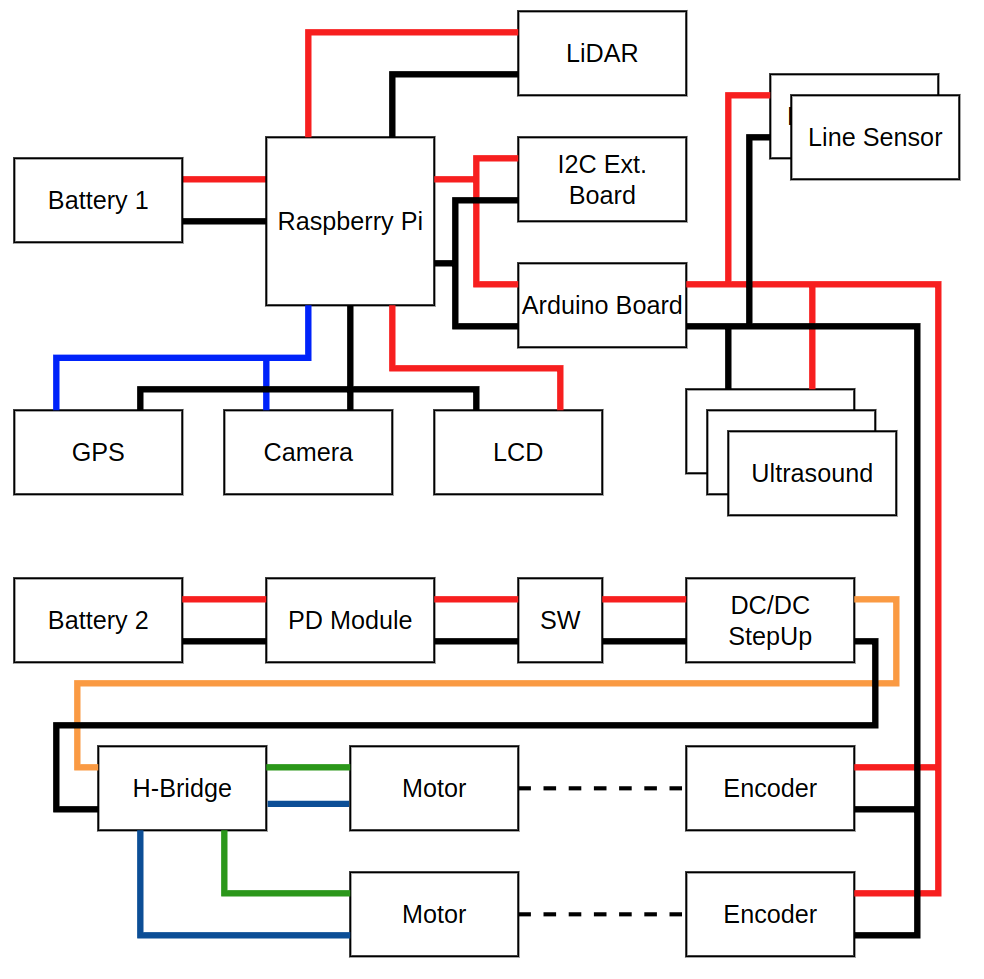 LiDAR
Line Sensor
Battery 1
Raspberry Pi
I2C Ext.
Board
Arduino Board
GPS
Camera
LCD
Ultrasound
Battery 2
PD Module
SW
DC/DC
StepUp
H-Bridge
Motor
Encoder
Motor
Encoder